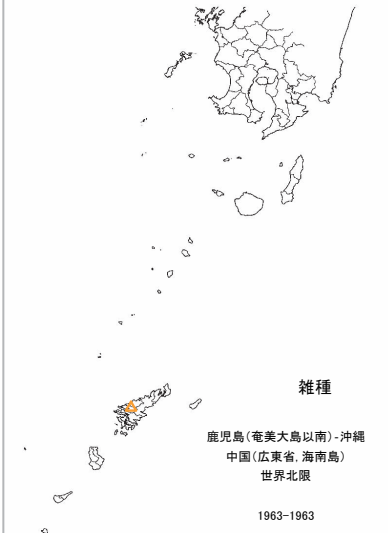 雑種
鹿児島(奄美大島以南)-沖縄
中国(広東省, 海南島)
世界北限
1963-1963